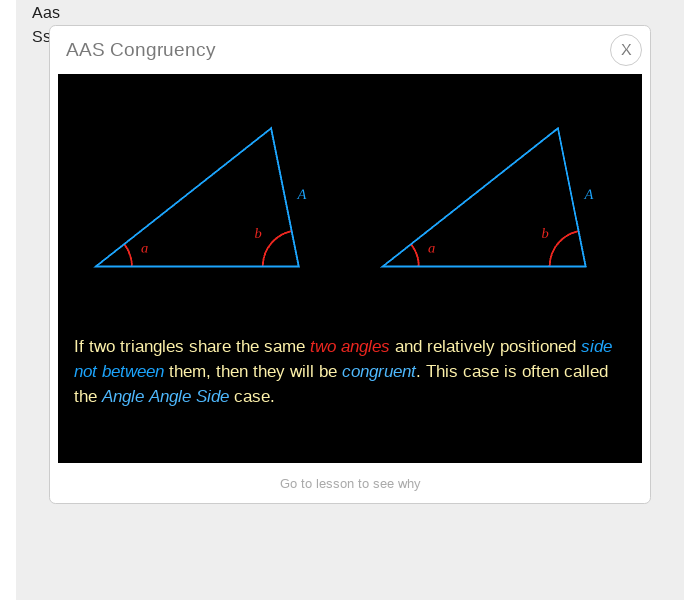 Aas
Ss
AAS Congruency
X
A
A
b
b
a
a
If two triangles share the same two angles and relatively positioned side
not between them, then they will be congruent. This case is often called
the Angle Angle Side case.
Go to lesson to see why